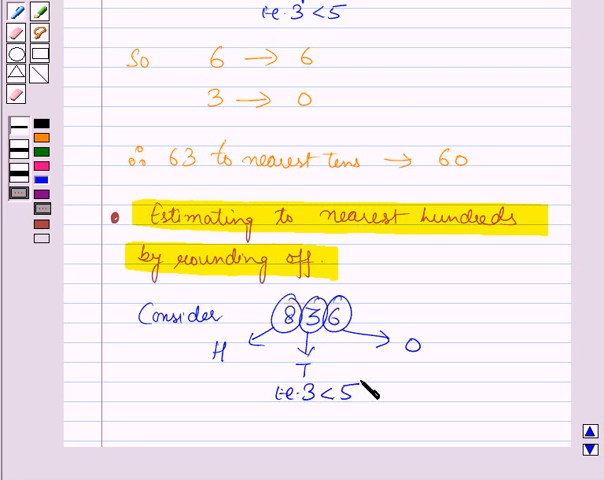 i.e. 3 < 5
So 6 → 6
3 → 0
∴ 63 to nearest tens → 60
• Estimating to nearest hundreds
by rounding off.
Consider 836
H T O
i.e. 3 < 5